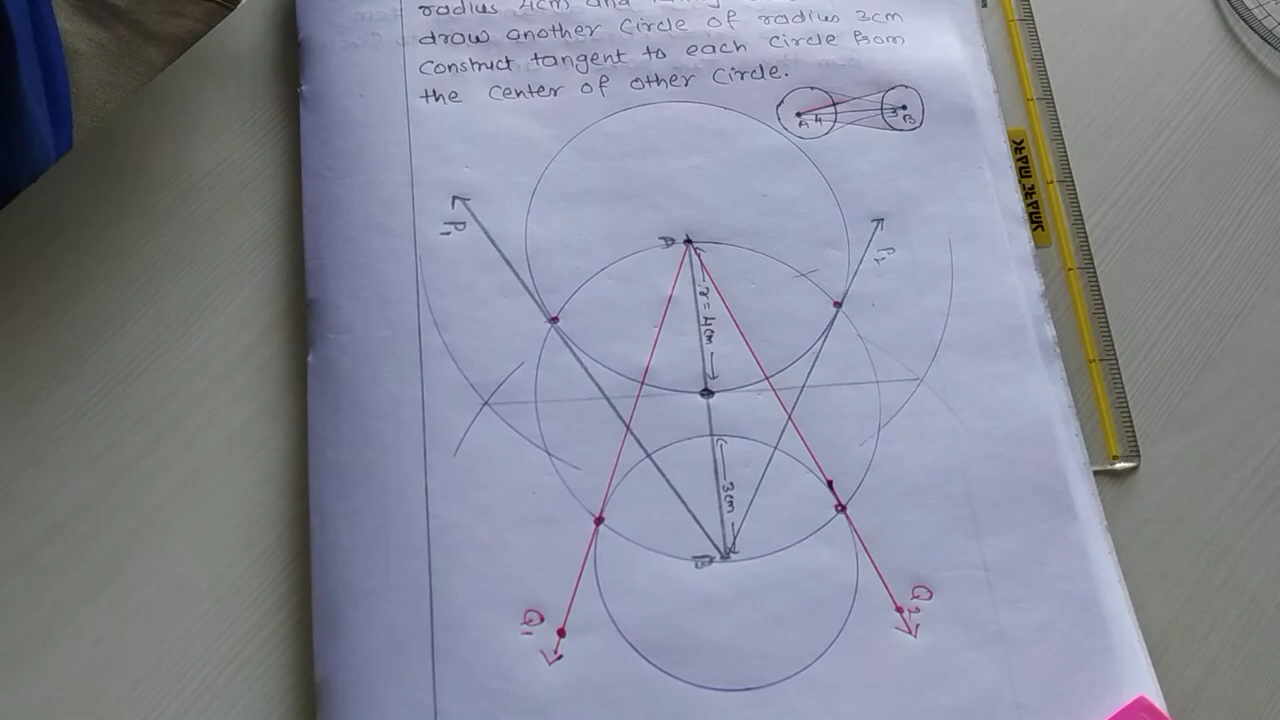 radius 4cm and
draw another Circle of radius 3cm
Construct tangent to each circle from
the center of other Circle.
A 4 3 B
P1
P2
A
r = 4cm
3cm
B
Q1
Q2
SMART MARK